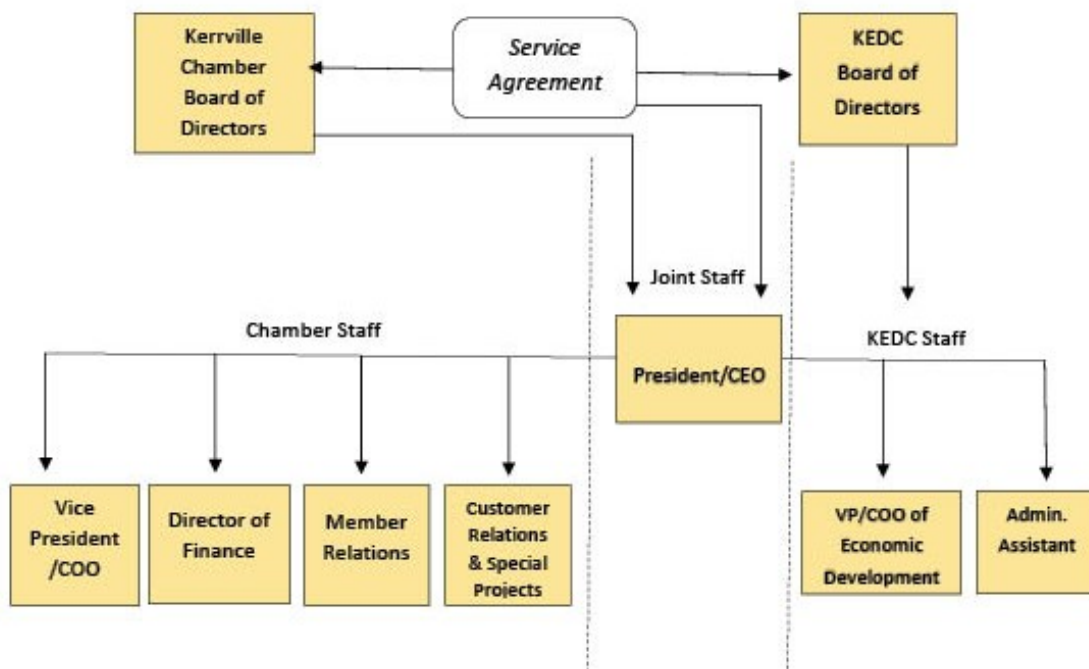 Kerrville
Chamber
Board of
Directors
Service
Agreement
KEDC
Board of
Directors
Joint Staff
Chamber Staff
KEDC Staff
President/CEO
Vice
President
/COO
Director of
Finance
Member
Relations
Customer
Relations
& Special
Projects
VP/COO of
Economic
Development
Admin.
Assistant